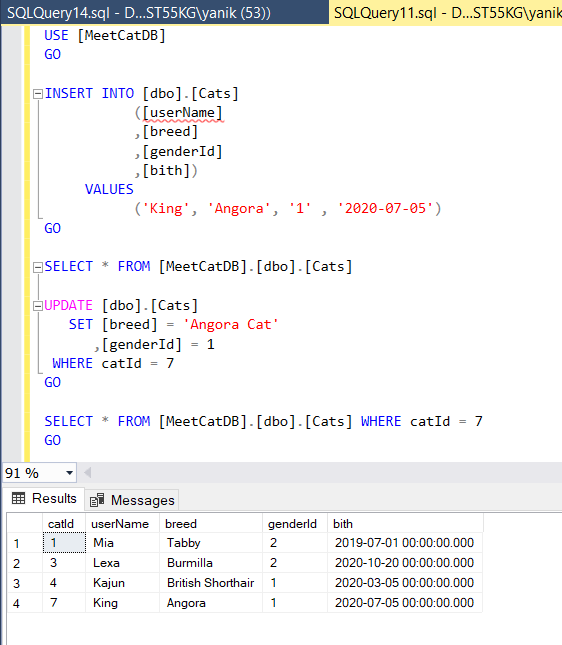 SQLQuery14.sql - D...ST55KG\yanik (53))
SQLQuery11.sql - D...ST55KG\yanik
USE [MeetCatDB]
GO
INSERT INTO [dbo].[Cats]
([userName]
,[breed]
,[genderId]
,[bith])
VALUES
('King', 'Angora', '1' , '2020-07-05')
GO
SELECT * FROM [MeetCatDB].[dbo].[Cats]
UPDATE [dbo].[Cats]
SET [breed] = 'Angora Cat'
,[genderId] = 1
WHERE catId = 7
GO
SELECT * FROM [MeetCatDB].[dbo].[Cats] WHERE catId = 7
GO
91 %
Results Messages
catId userName breed genderId bith
1 1 Mia Tabby 2 2019-07-01 00:00:00.000
2 3 Lexa Burmilla 2 2020-10-20 00:00:00.000
3 4 Kajun British Shorthair 1 2020-03-05 00:00:00.000
4 7 King Angora 1 2020-07-05 00:00:00.000